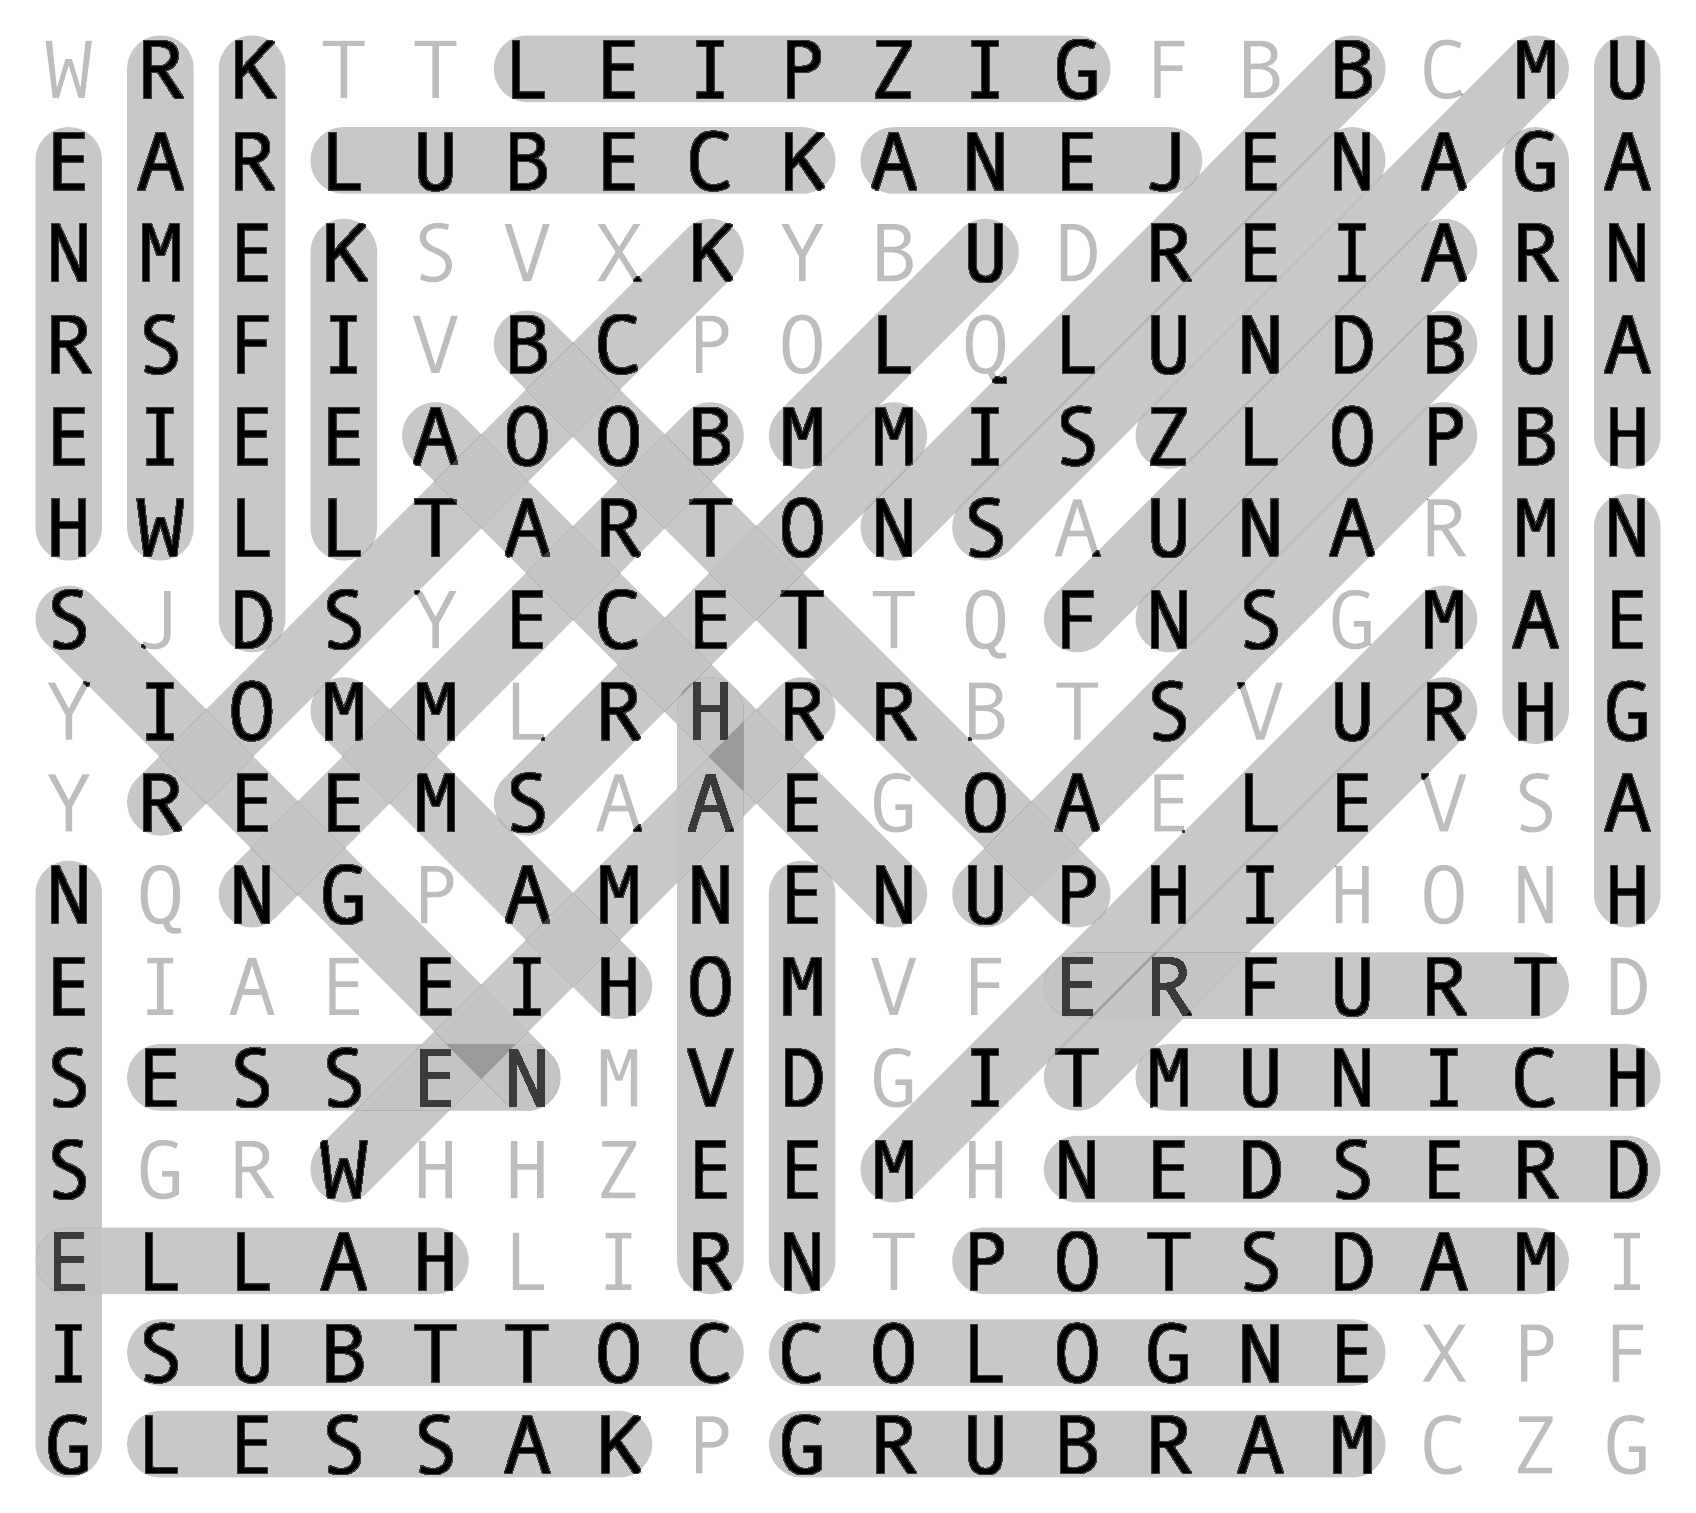 W R K T T L E I P Z I G F B B C M U
E A R L U B E C K A N E J E N A G A
N M E K S V X K Y B U D R E I A R N
R S F I V B C P O L Q L U N D B U A
E I E E A O O B M M I S Z L O P B H
H W L L T A R T O N S A U N A R M N
S J D S Y E C E T T Q F N S G M A E
Y I O M M L R H R R B T S V U R H G
Y R E E M S A A E G O A E L E V S A
N Q N G P A M N E N U P H I H O N H
E I A E E I H O M V F E R F U R T D
S E S S E N M V D G I T M U N I C H
S G R W H H Z E E M H N E D S E R D
E L L A H L I R N T P O T S D A M I
I S U B T T O C C O L O G N E X P F
G L E S S A K P G R U B R A M C Z G